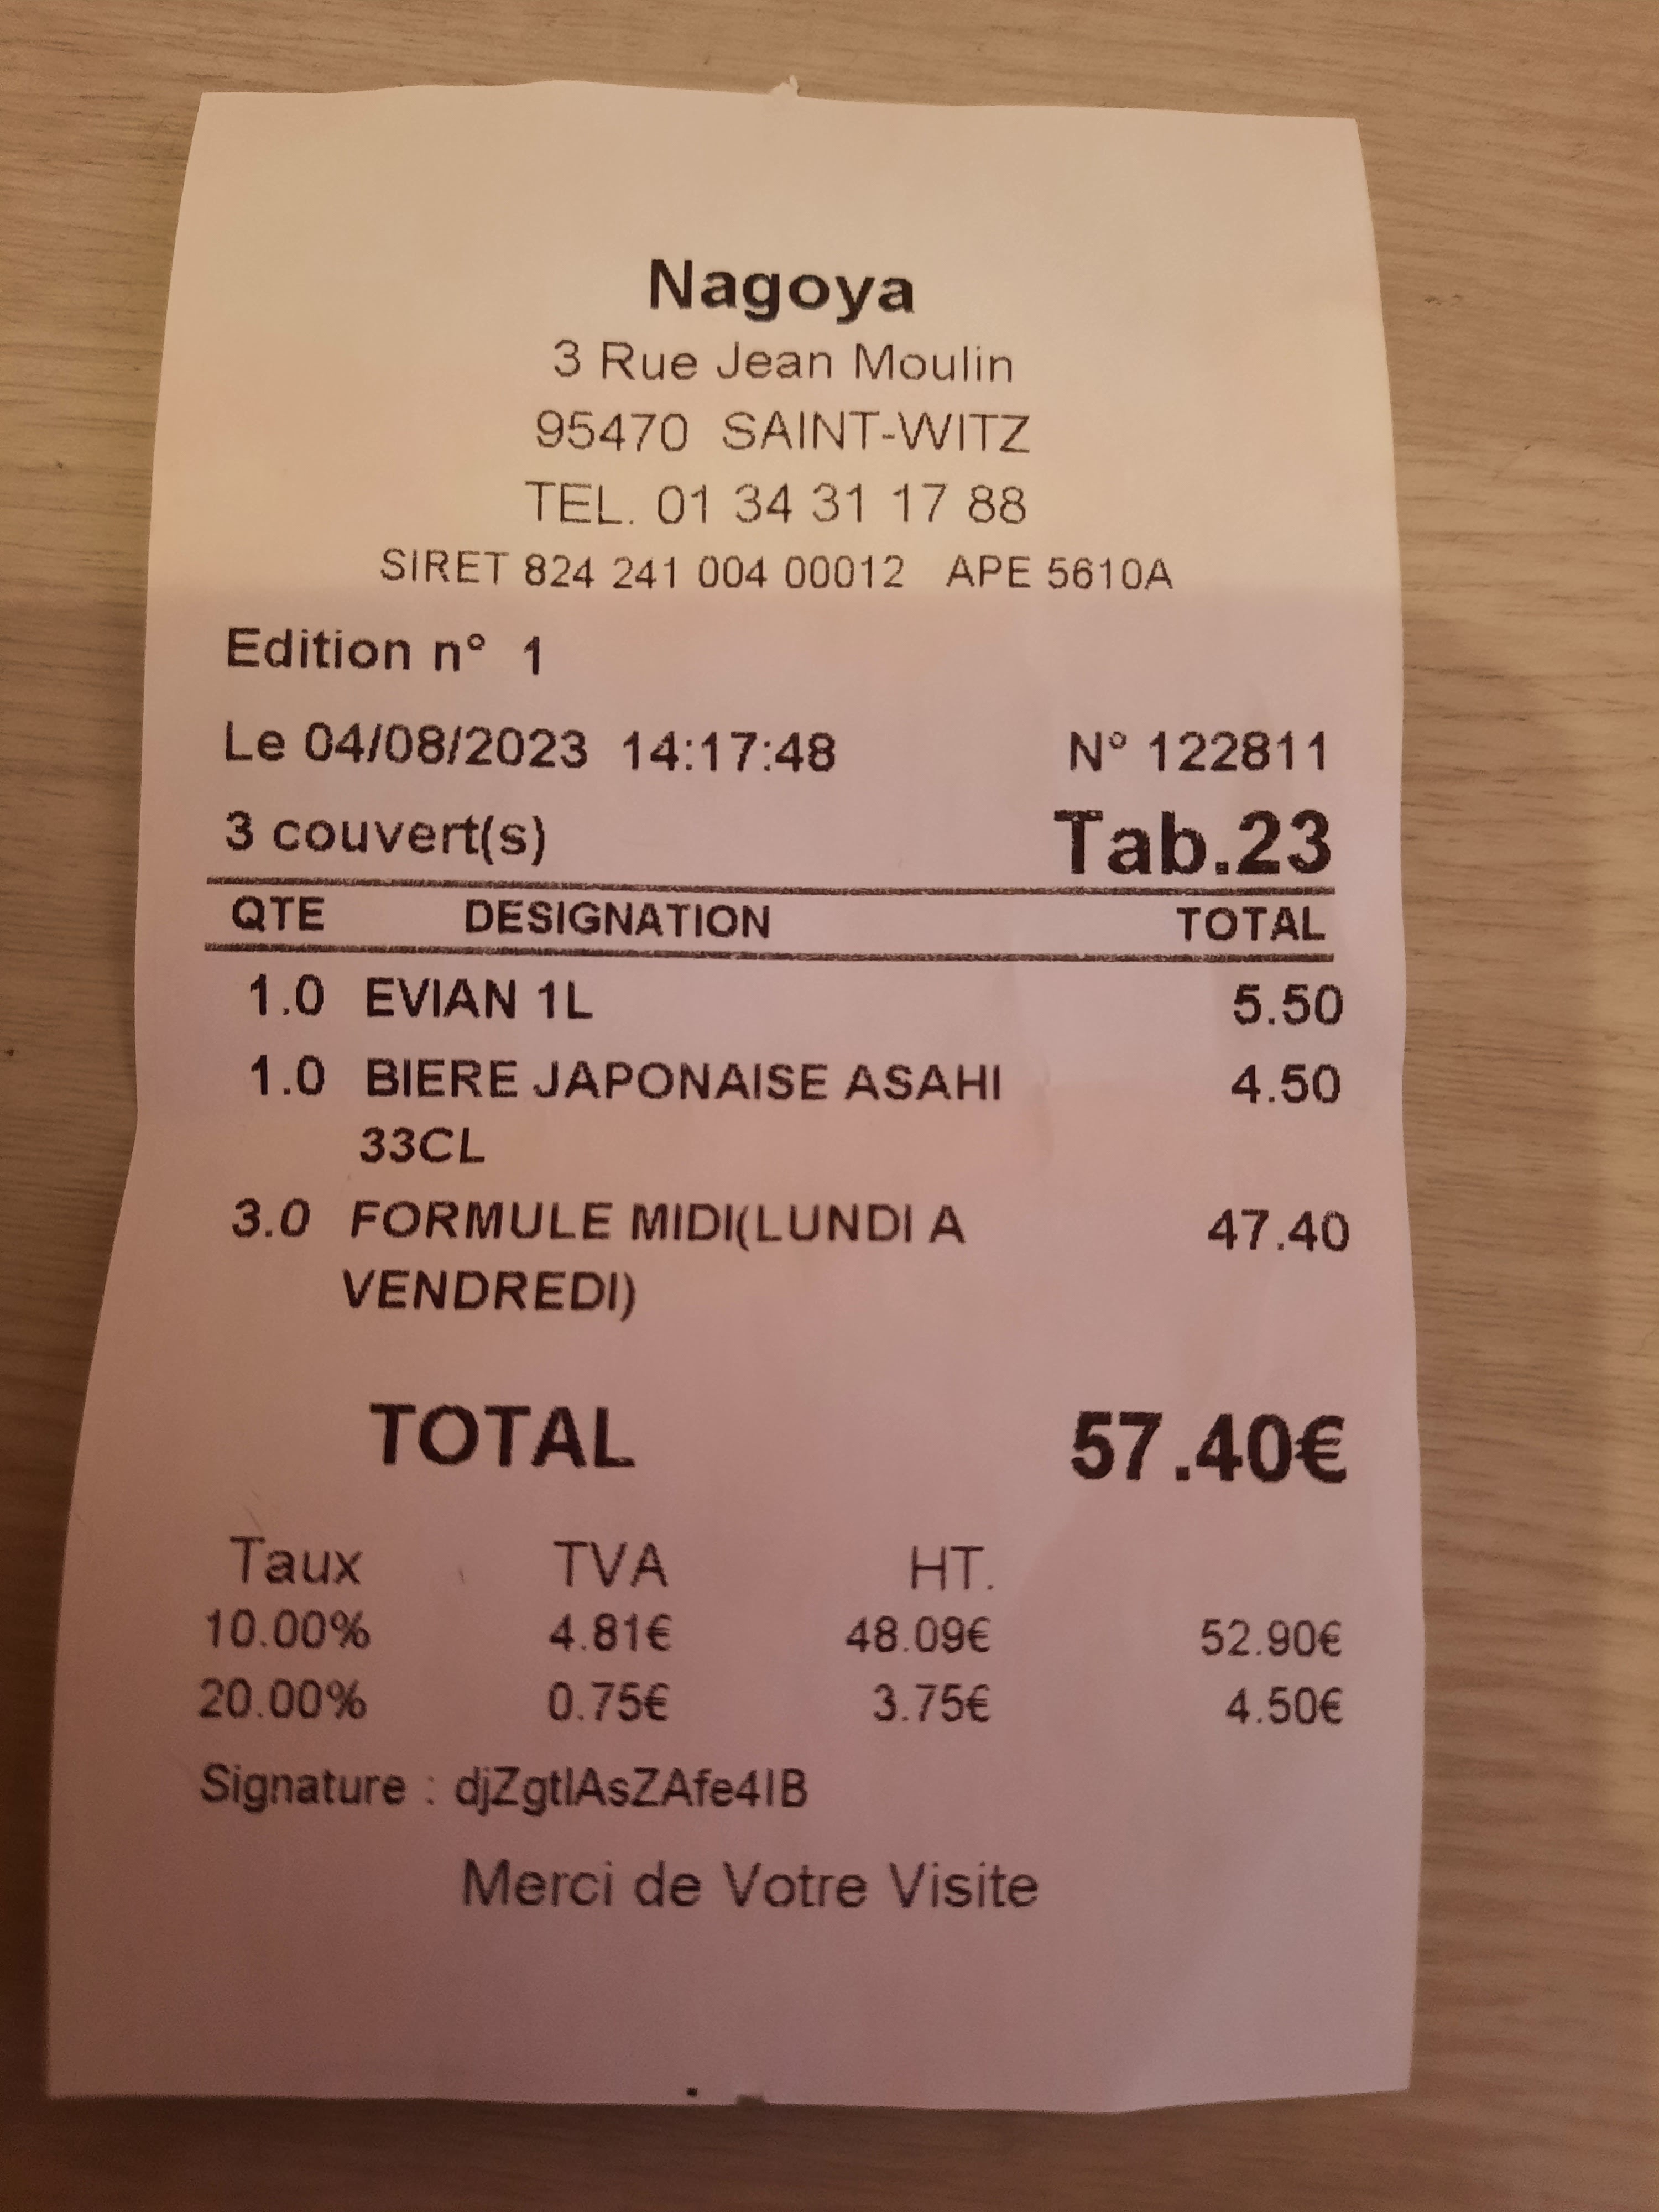 Nagoya
3 Rue Jean Moulin
95470 SAINT-WITZ
TEL. 01 34 31 17 88
SIRET 824 241 004 00012 APE 5610A
Edition n° 1
Le 04/08/2023 14:17:48 N° 122811
3 couvert(s) Tab.23
QTE DESIGNATION TOTAL
1.0 EVIAN 1L 5.50
1.0 BIERE JAPONAISE ASAHI 4.50
33CL
3.0 FORMULE MIDI(LUNDI A 47.40
VENDREDI)
TOTAL 57.40€
Taux TVA HT.
10.00% 4.81€ 48.09€ 52.90€
20.00% 0.75€ 3.75€ 4.50€
Signature : djZgtlAsZAfe4IB
Merci de Votre Visite